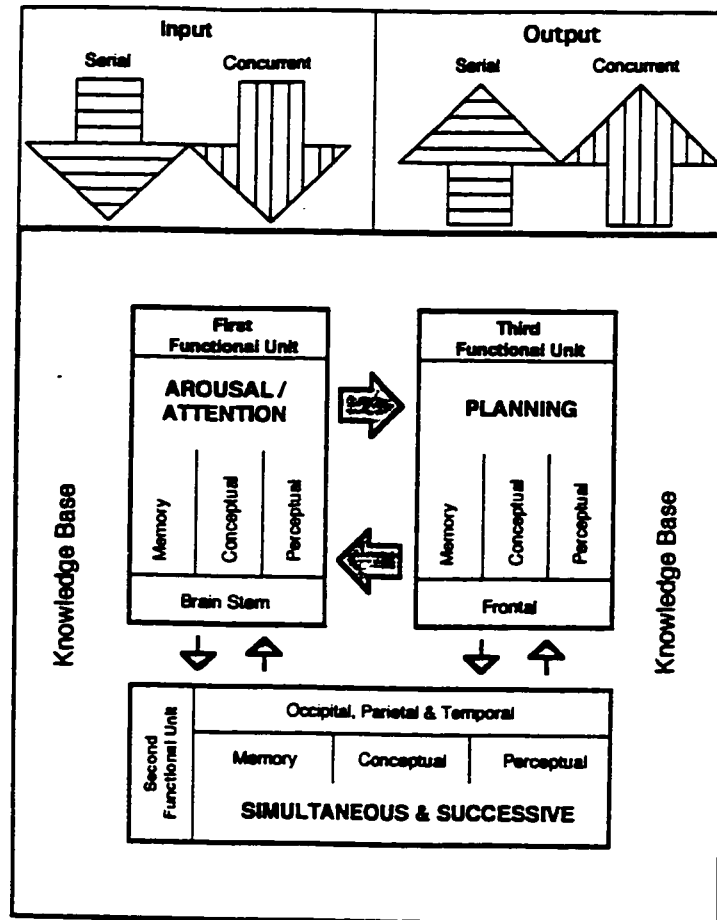 Input
Serial
Concurrent
Output
Serial
Concurrent
First
Functional Unit
AROUSAL /
ATTENTION
Memory
Conceptual
Perceptual
Brain Stem
Third
Functional Unit
PLANNING
Memory
Conceptual
Perceptual
Frontal
Knowledge Base
Knowledge Base
Second
Functional Unit
Occipital, Parietal & Temporal
Memory
Conceptual
Perceptual
SIMULTANEOUS & SUCCESSIVE